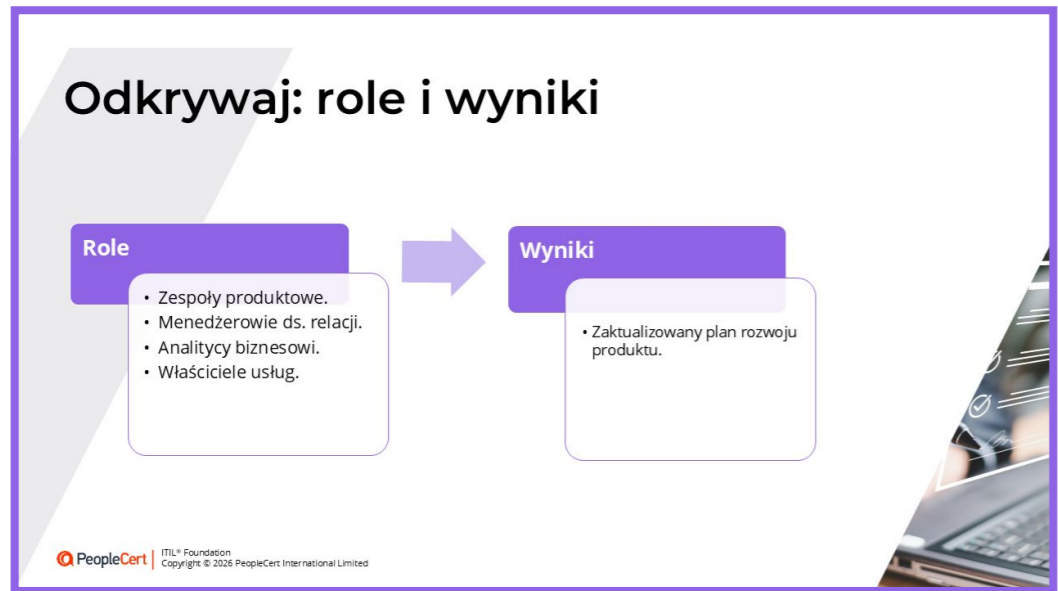 Odkrywaj: role i wyniki
Role
• Zespoły produktowe.
• Menedżerowie ds. relacji.
• Analitycy biznesowi.
• Właściciele usług.
Wyniki
• Zaktualizowany plan rozwoju
produktu.
PeopleCert
ITIL® Foundation
Copyright © 2026 PeopleCert International Limited